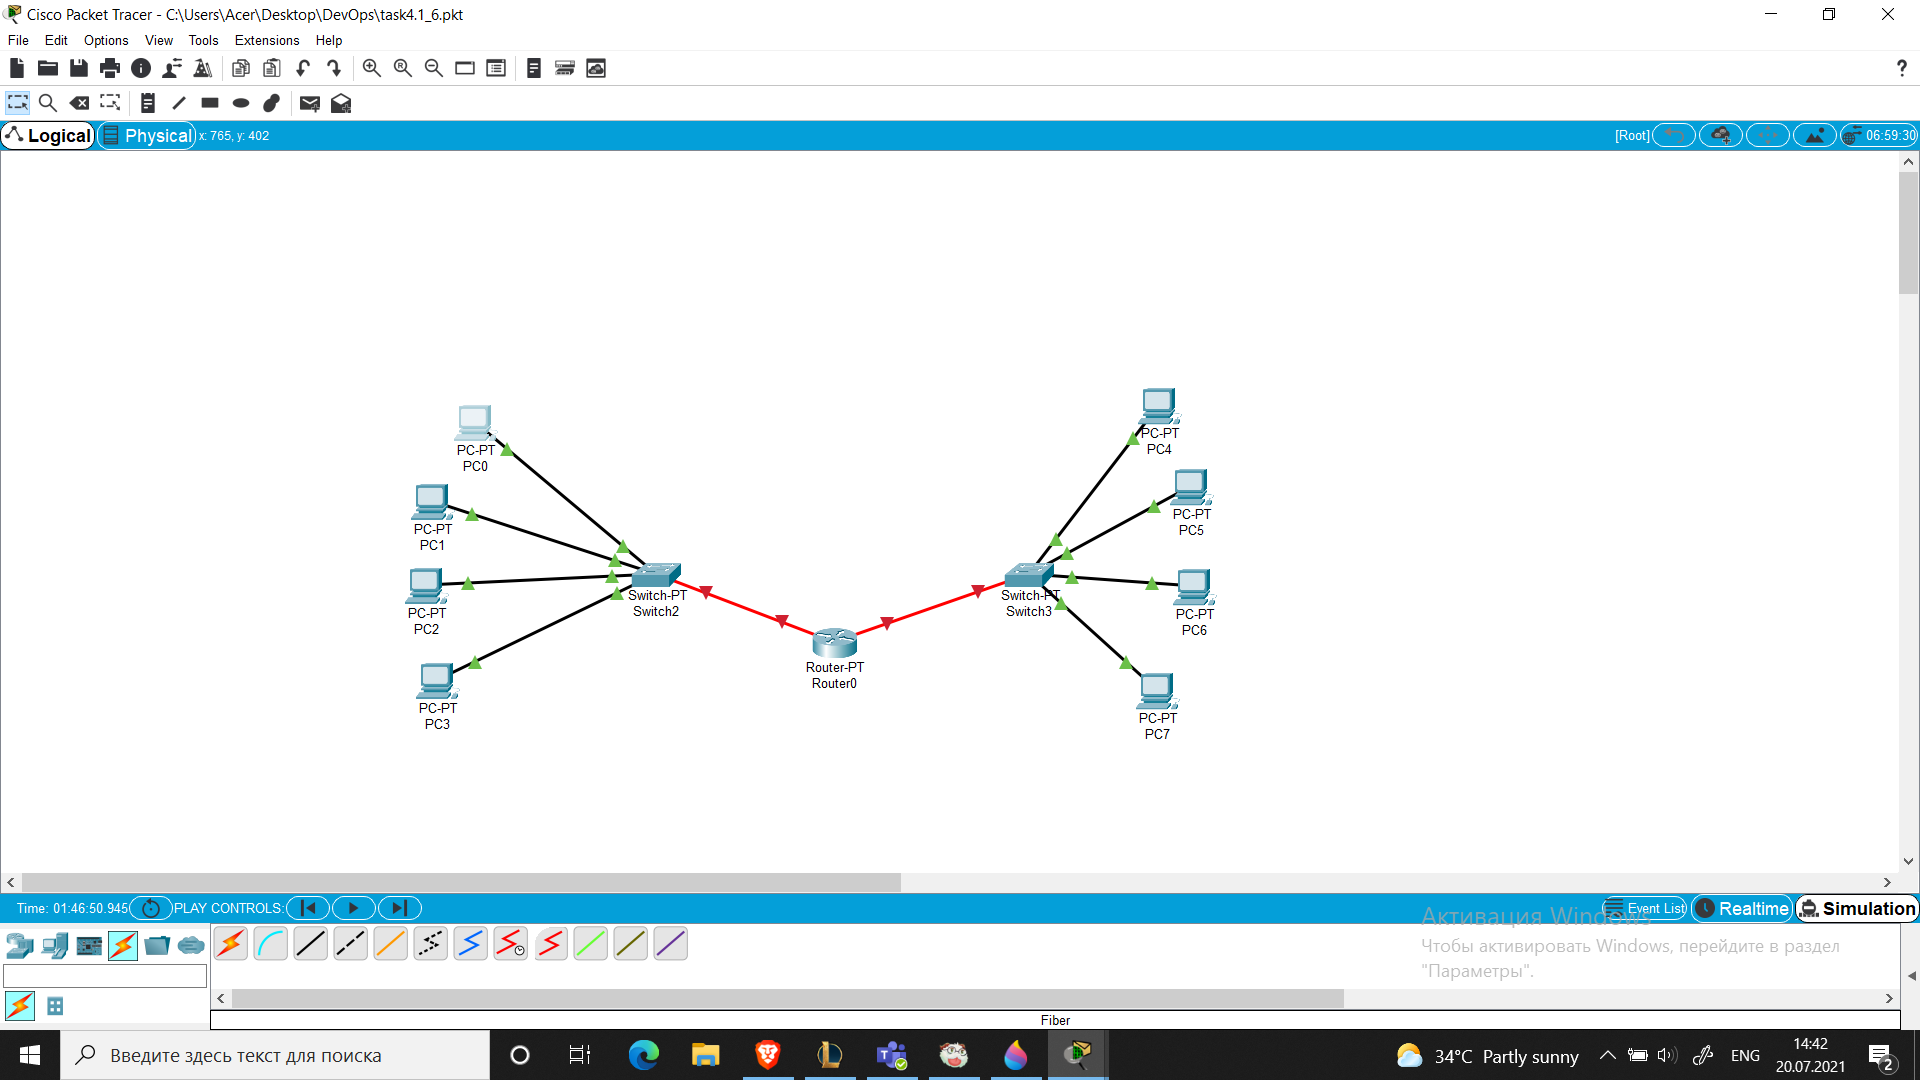 Cisco Packet Tracer - C:\Users\Acer\Desktop\DevOps\task4.1_6.pkt
File Edit Options View Tools Extensions Help
?
Logical Physical x: 765, y: 402 [Root] 06:59:30
PC-PT
PC0
PC-PT
PC1
PC-PT
PC2
PC-PT
PC3
Switch-PT
Switch2
Router-PT
Router0
Switch-PT
Switch3
PC-PT
PC4
PC-PT
PC5
PC-PT
PC6
PC-PT
PC7
Time: 01:46:50.945 PLAY CONTROLS: Event List Realtime Simulation
Активация Windows
Чтобы активировать Windows, перейдите в раздел
"Параметры".
Fiber
Введите здесь текст для поиска
34°C Partly sunny
ENG
14:42
20.07.2021
2